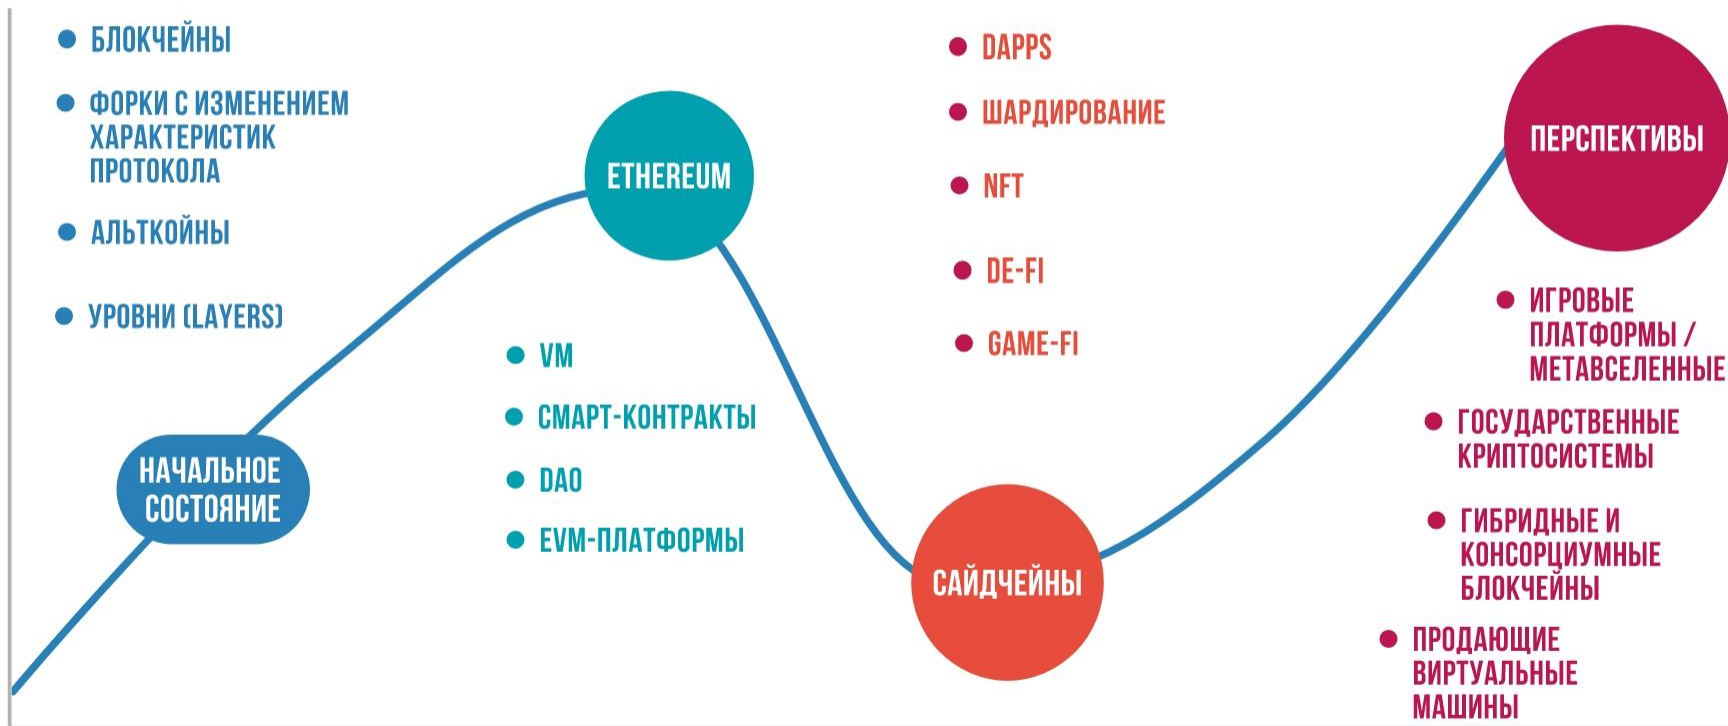 БЛОКЧЕЙНЫ
ФОРКИ С ИЗМЕНЕНИЕМ
ХАРАКТЕРИСТИК
ПРОТОКОЛА
АЛЬТКОЙНЫ
УРОВНИ (LAYERS)
НАЧАЛЬНОЕ
СОСТОЯНИЕ
ETHEREUM
VM
СМАРТ-КОНТРАКТЫ
DAO
EVM-ПЛАТФОРМЫ
DAPPS
ШАРДИРОВАНИЕ
NFT
DE-FI
GAME-FI
САЙДЧЕЙНЫ
ПЕРСПЕКТИВЫ
ИГРОВЫЕ
ПЛАТФОРМЫ /
МЕТАВСЕЛЕННЫЕ
ГОСУДАРСТВЕННЫЕ
КРИПТОСИСТЕМЫ
ГИБРИДНЫЕ И
КОНСОРЦИУМНЫЕ
БЛОКЧЕЙНЫ
ПРОДАЮЩИЕ
ВИРТУАЛЬНЫЕ
МАШИНЫ